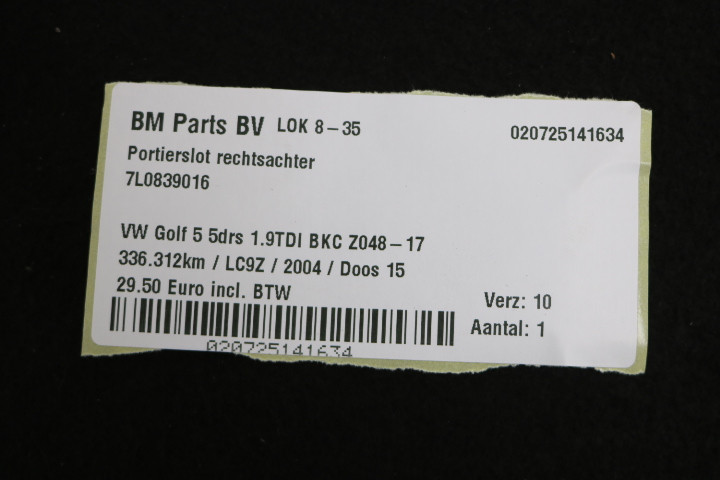 BM Parts BV LOK 8-35 020725141634
Portierslot rechtsachter
7L0839016
VW Golf 5 5drs 1.9TDI BKC Z048-17
336.312km / LC9Z / 2004 / Doos 15
29.50 Euro incl. BTW
Verz: 10
Aantal: 1
020725141634